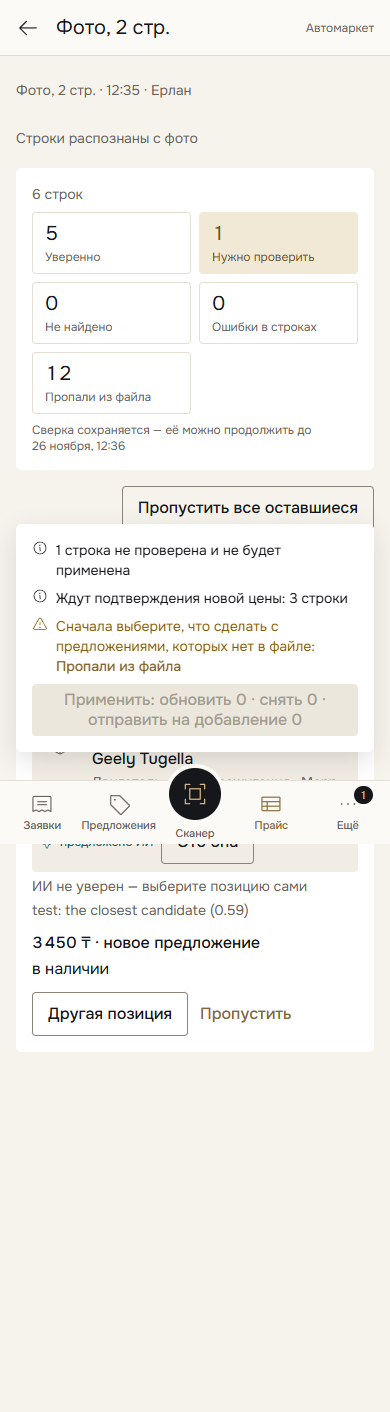 Фото, 2 стр.
Автомаркет
Фото, 2 стр. · 12:35 · Ерлан
Строки распознаны с фото
6 строк
5
Уверенно
1
Нужно проверить
0
Не найдено
0
Ошибки в строках
12
Пропали из файла
Сверка сохраняется — её можно продолжить до
26 ноября, 12:36
Пропустить все оставшиеся
1 строка не проверена и не будет
применена
Ждут подтверждения новой цены: 3 строки
Сначала выберите, что сделать с
предложениями, которых нет в файле:
Пропали из файла
Применить: обновить 0 · снять 0 ·
отправить на добавление 0
Geely Tugella
1
Заявки
Предложения
Сканер
Прайс
Ещё
ИИ не уверен — выберите позицию сами
test: the closest candidate (0.59)
3 450 ₸ · новое предложение
в наличии
Другая позиция
Пропустить